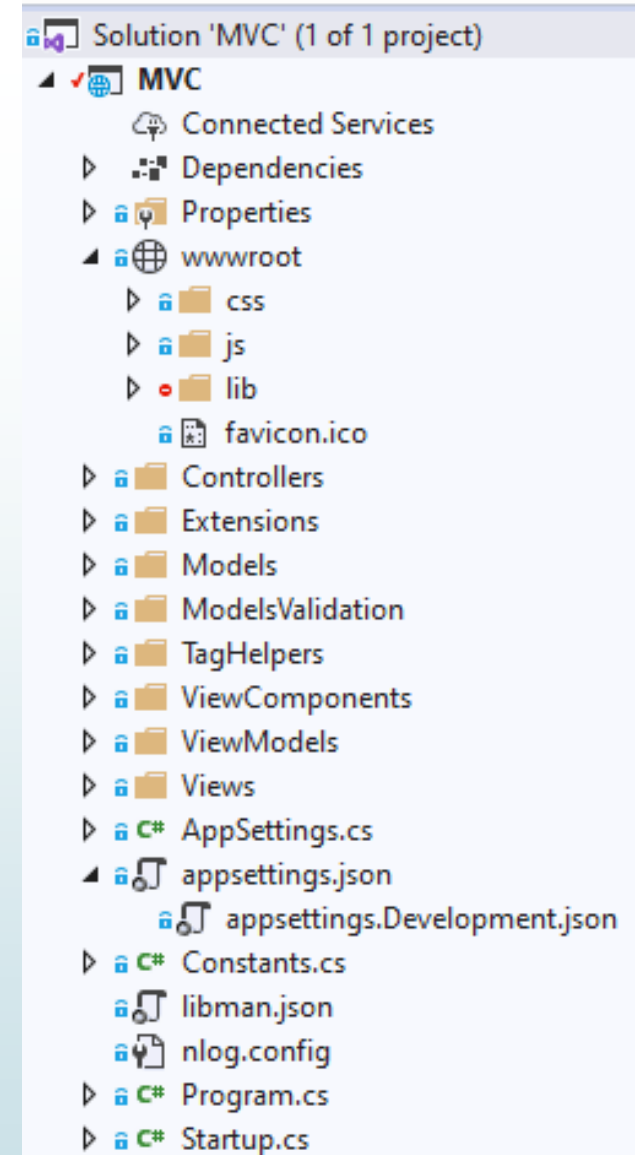 Solution 'MVC' (1 of 1 project)
MVC
Connected Services
Dependencies
Properties
wwwroot
css
js
lib
favicon.ico
Controllers
Extensions
Models
ModelsValidation
TagHelpers
ViewComponents
ViewModels
Views
C# AppSettings.cs
appsettings.json
appsettings.Development.json
C# Constants.cs
libman.json
nlog.config
C# Program.cs
C# Startup.cs